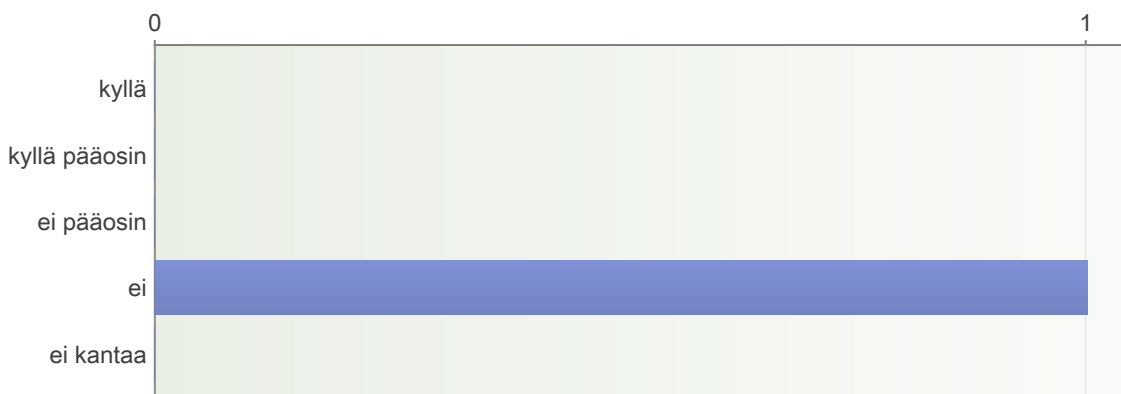 0 1
kyllä
kyllä pääosin
ei pääosin
ei
ei kantaa